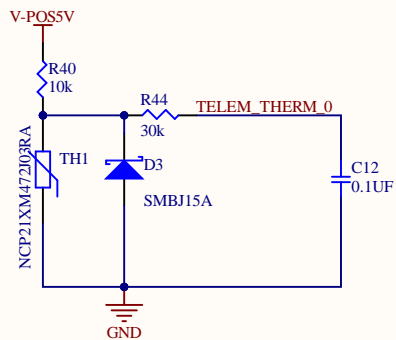 V-POS5V
R40
10k
R44
30k
TELEM_THERM_0
NCP21XM472J03RA
TH1
D3
SMBJ15A
C12
0.1UF
GND